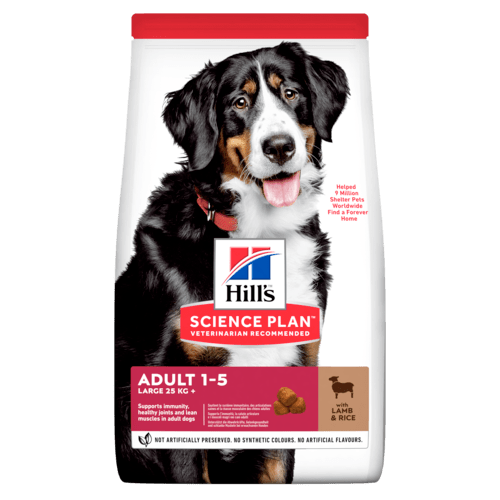 Helped
9 Million
Shelter Pets
Worldwide
Find a Forever
Home
Hill's
SCIENCE PLAN™
VETERINARIAN RECOMMENDED
ADULT 1-5
LARGE 25 KG +
Supports immunity,
healthy joints and lean
muscles in adult dogs
with
LAMB
& RICE
NOT ARTIFICIALLY PRESERVED. NO SYNTHETIC COLOURS. NO ARTIFICIAL FLAVOURS.